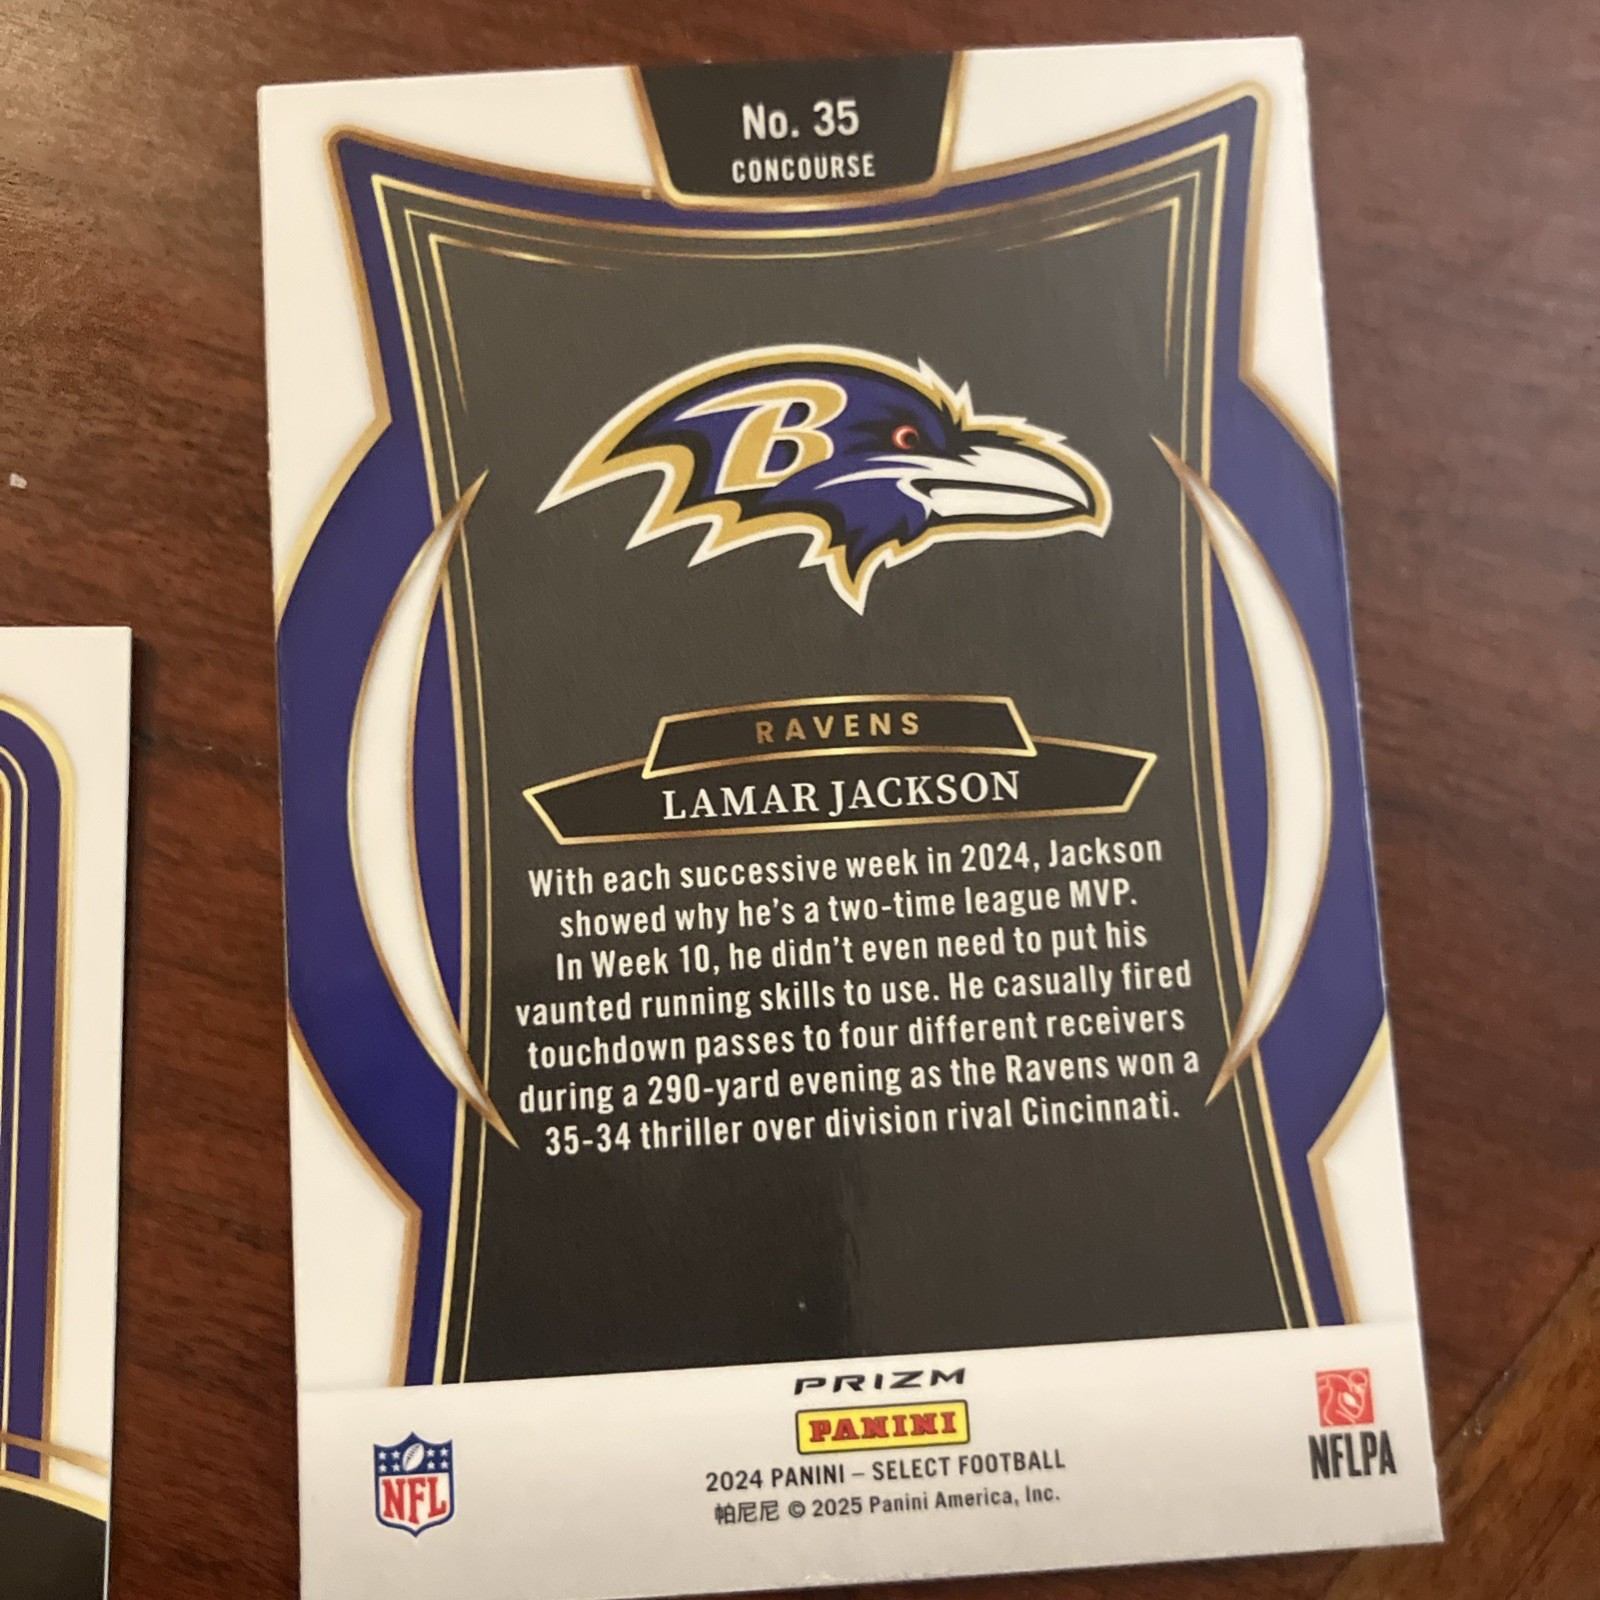 No. 35
CONCOURSE
B
RAVENS
LAMAR JACKSON
With each successive week in 2024, Jackson
showed why he's a two-time league MVP.
In Week 10, he didn't even need to put his
vaunted running skills to use. He casually fired
touchdown passes to four different receivers
during a 290-yard evening as the Ravens won a
35-34 thriller over division rival Cincinnati.
PRIZM
PANINI
NFL
2024 PANINI – SELECT FOOTBALL
帕尼尼 © 2025 Panini America, Inc.
NFLPA